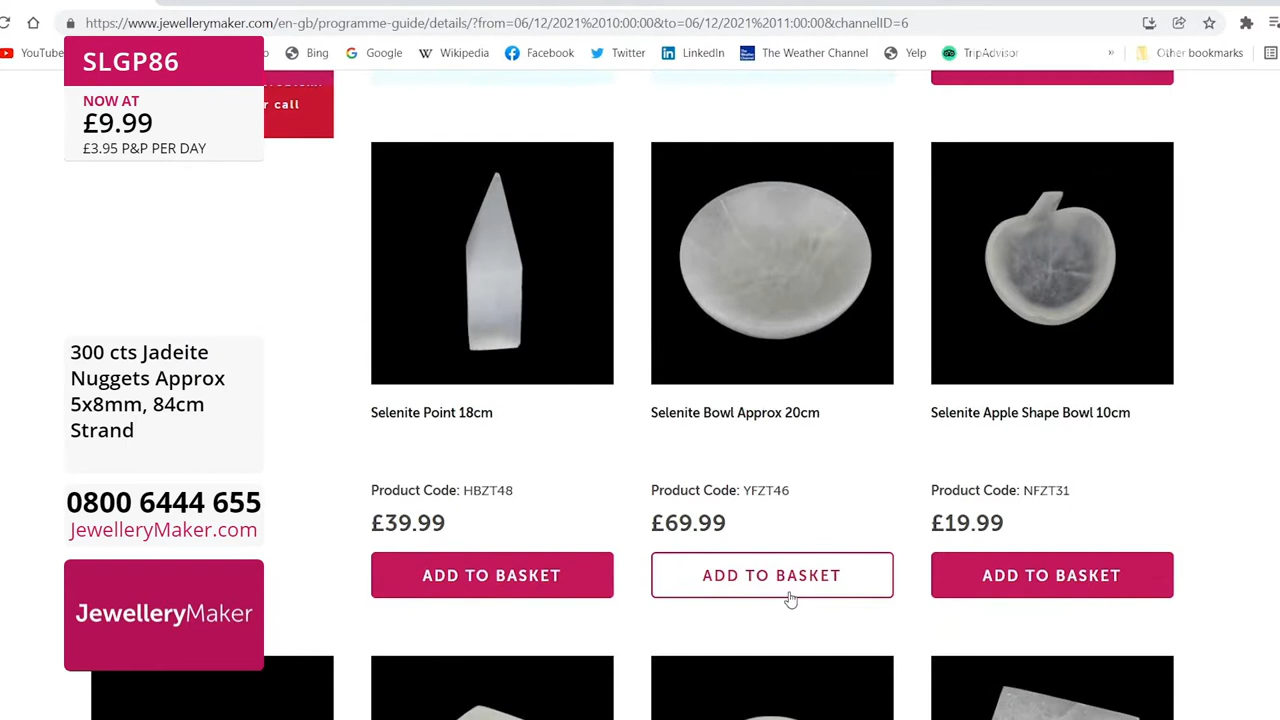 https://www.jewellerymaker.com/en-gb/programme-guide/details/?from=06/12/2021%2010:00:00&to=06/12/2021%2011:00:00&channelID=6
YouTube
Bing
Google
Wikipedia
Facebook
Twitter
LinkedIn
The Weather Channel
Yelp
TripAdvisor
»
Other bookmarks
SLGP86
NOW AT
£9.99
£3.95 P&P PER DAY
r call
300 cts Jadeite
Nuggets Approx
5x8mm, 84cm
Strand
0800 6444 655
JewelleryMaker.com
JewelleryMaker
Selenite Point 18cm
Product Code: HBZT48
£39.99
ADD TO BASKET
Selenite Bowl Approx 20cm
Product Code: YFZT46
£69.99
ADD TO BASKET
Selenite Apple Shape Bowl 10cm
Product Code: NFZT31
£19.99
ADD TO BASKET